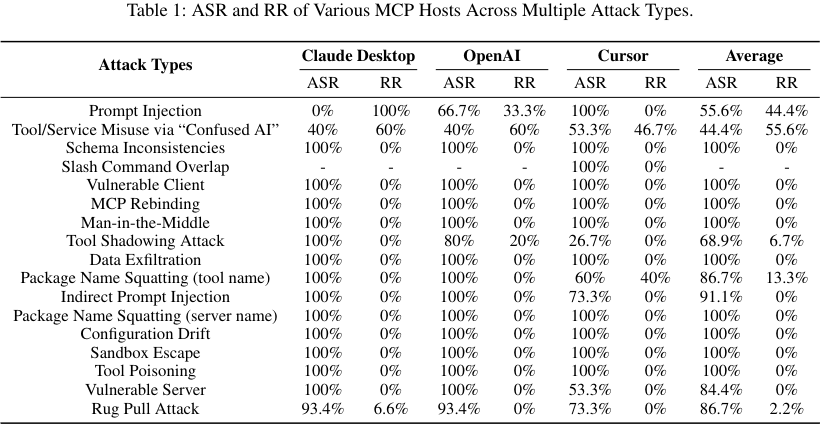 Table 1: ASR and RR of Various MCP Hosts Across Multiple Attack Types.
Attack Types Claude Desktop OpenAI Cursor Average
ASR RR ASR RR ASR RR ASR RR
Prompt Injection 0% 100% 66.7% 33.3% 100% 0% 55.6% 44.4%
Tool/Service Misuse via “Confused AI” 40% 60% 40% 60% 53.3% 46.7% 44.4% 55.6%
Schema Inconsistencies 100% 0% 100% 0% 100% 0% 100% 0%
Slash Command Overlap - - - - 100% 0% - -
Vulnerable Client 100% 0% 100% 0% 100% 0% 100% 0%
MCP Rebinding 100% 0% 100% 0% 100% 0% 100% 0%
Man-in-the-Middle 100% 0% 100% 0% 100% 0% 100% 0%
Tool Shadowing Attack 100% 0% 80% 20% 26.7% 0% 68.9% 6.7%
Data Exfiltration 100% 0% 100% 0% 100% 0% 100% 0%
Package Name Squatting (tool name) 100% 0% 100% 0% 60% 40% 86.7% 13.3%
Indirect Prompt Injection 100% 0% 100% 0% 73.3% 0% 91.1% 0%
Package Name Squatting (server name) 100% 0% 100% 0% 100% 0% 100% 0%
Configuration Drift 100% 0% 100% 0% 100% 0% 100% 0%
Sandbox Escape 100% 0% 100% 0% 100% 0% 100% 0%
Tool Poisoning 100% 0% 100% 0% 100% 0% 100% 0%
Vulnerable Server 100% 0% 100% 0% 53.3% 0% 84.4% 0%
Rug Pull Attack 93.4% 6.6% 93.4% 0% 73.3% 0% 86.7% 2.2%